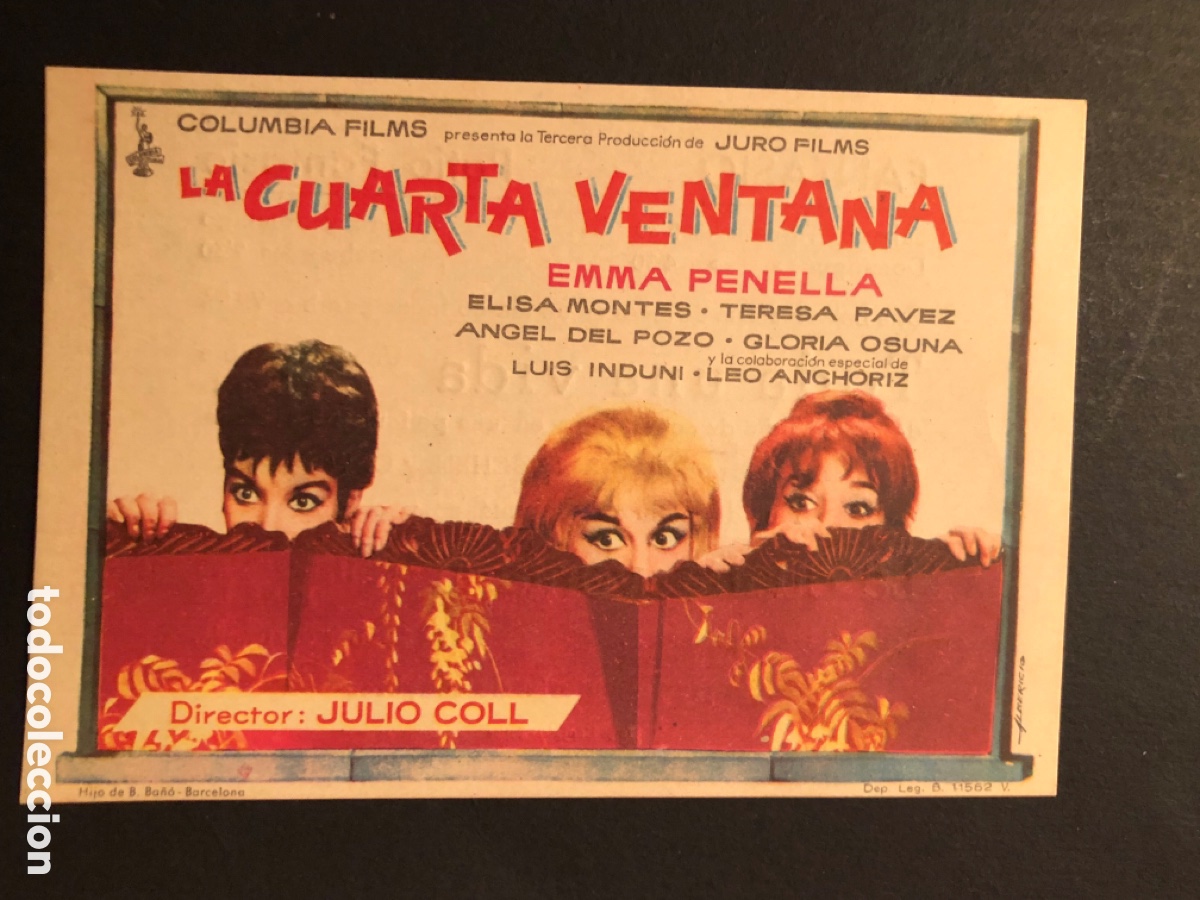 COLUMBIA FILMS presenta la Tercera Producción de JURO FILMS
LA CUARTA VENTANA
EMMA PENELLA
ELISA MONTES · TERESA PAVEZ
ANGEL DEL POZO · GLORIA OSUNA
y la colaboración especial de
LUIS INDUNI · LEO ANCHÓRIZ
Director: JULIO COLL
Hijo de B. Bañó - Barcelona
Dep. Leg. B. 11562 V.
todocoleccion